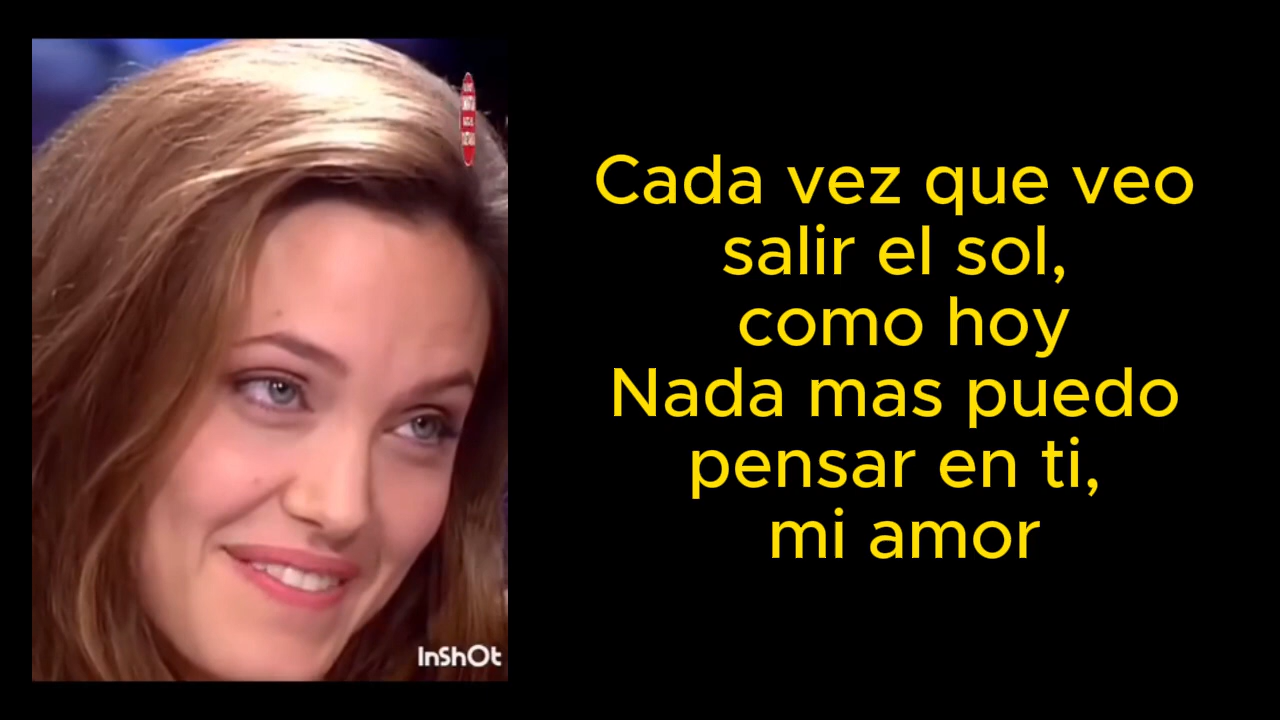 Cada vez que veo
salir el sol,
como hoy
Nada mas puedo
pensar en ti,
mi amor
InShOt